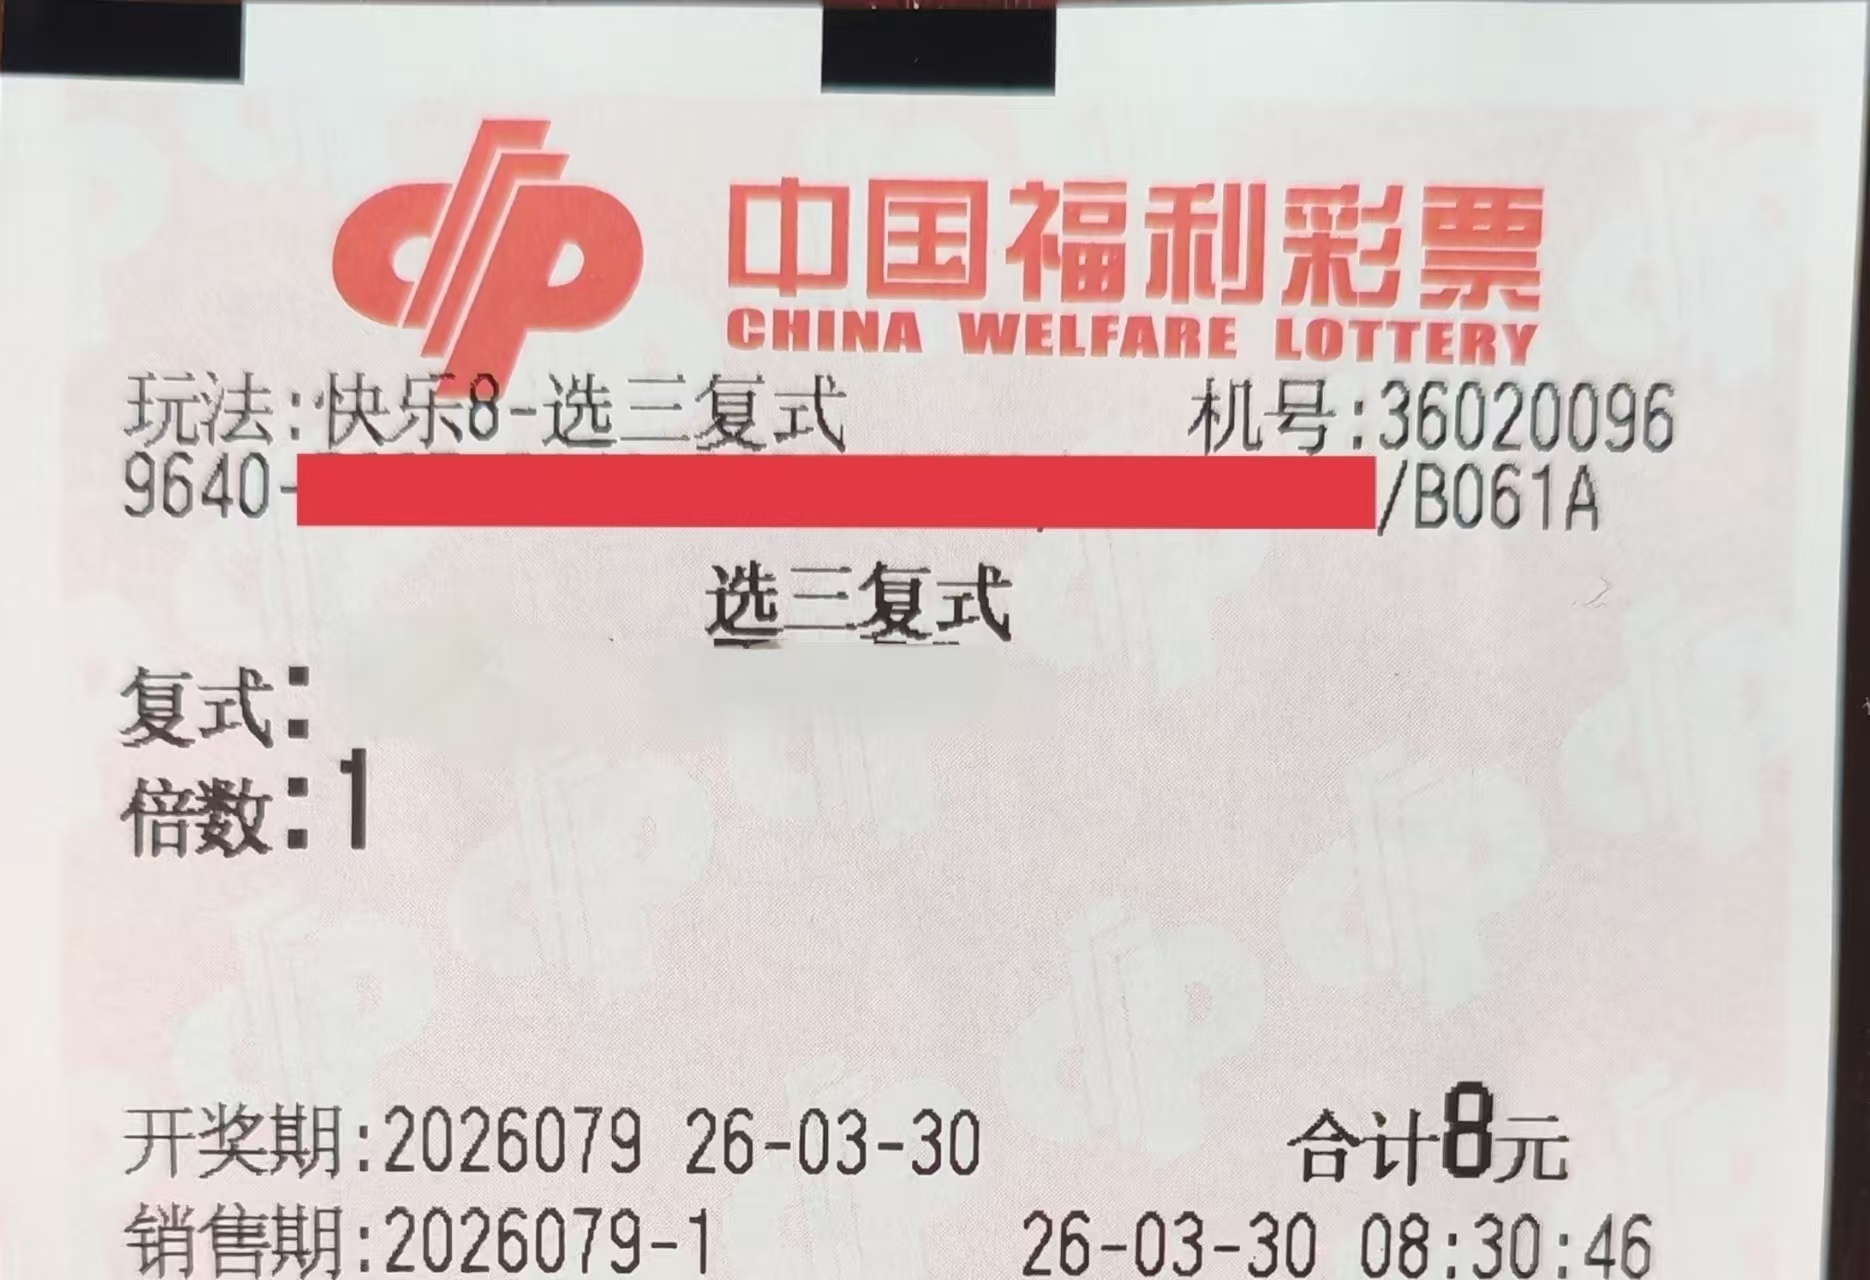 中国福利彩票
CHINA WELFARE LOTTERY
玩法:快乐8-选三复式 机号:36020096
9640- /B061A
选三复式
复式:
倍数:1
开奖期:2026079 26-03-30 合计8元
销售期:2026079-1 26-03-30 08:30:46